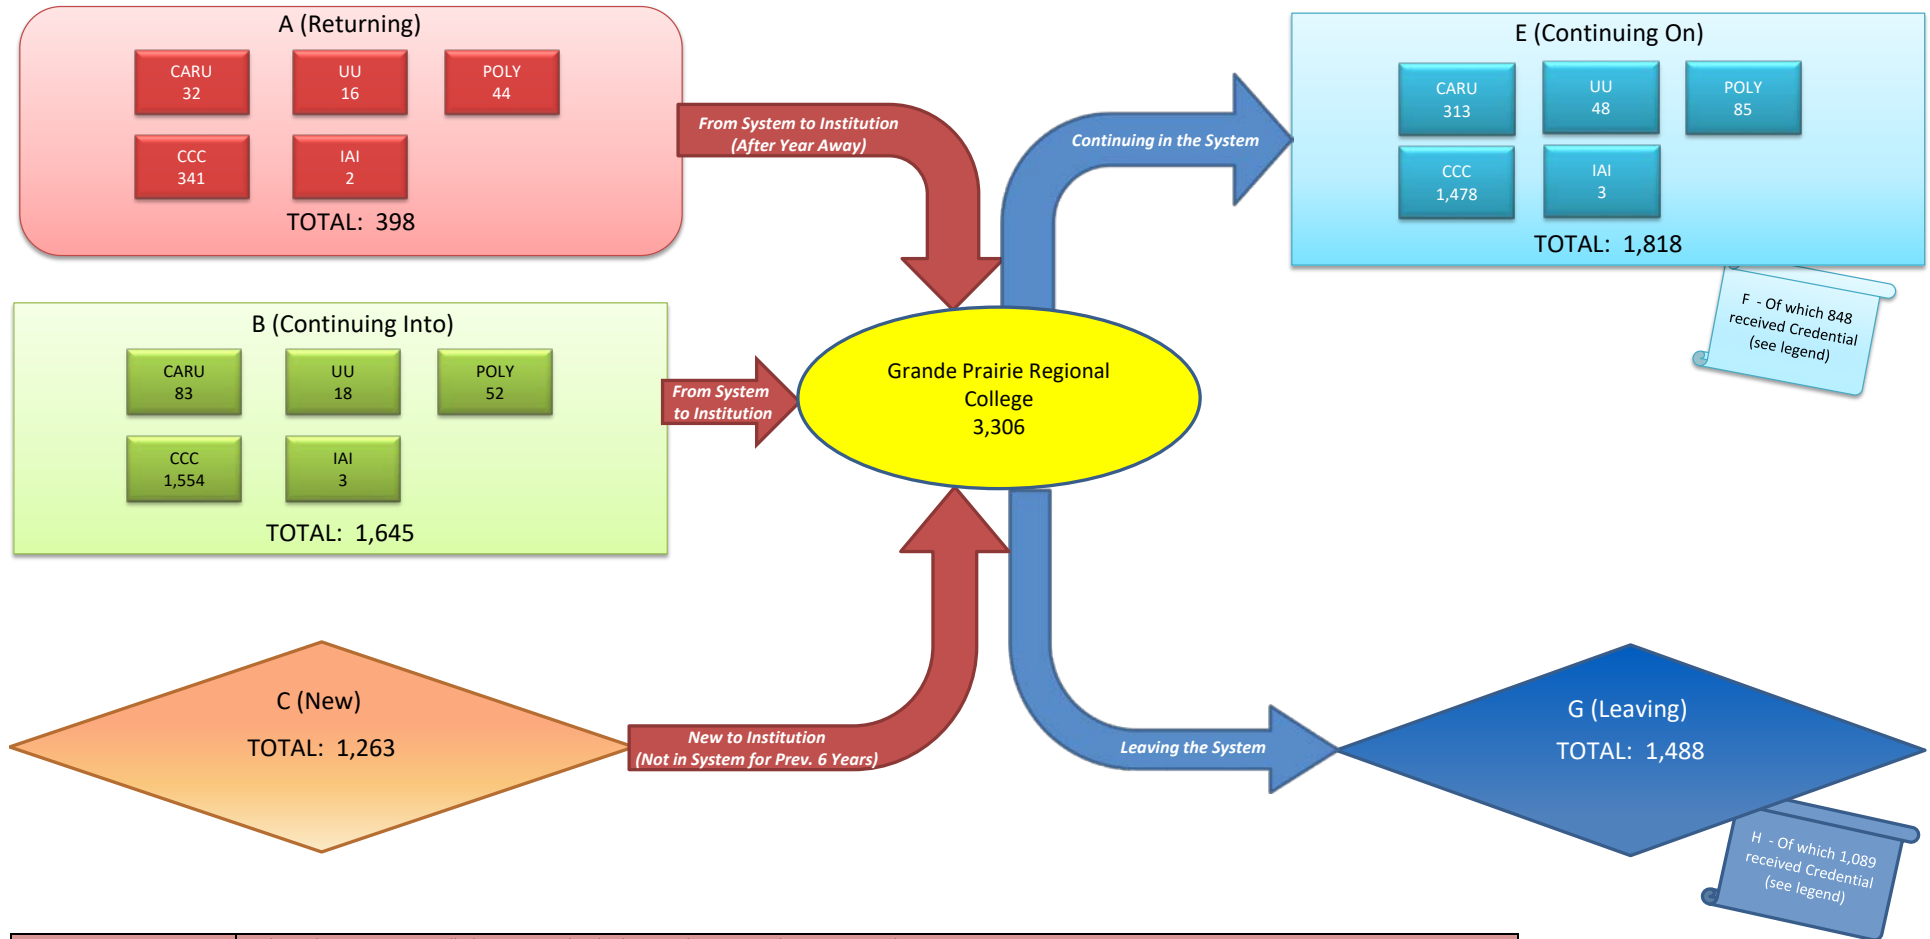 A (Returning)
CARU
32
UU
16
POLY
44
CCC
341
IAI
2
TOTAL: 398
From System to Institution
(After Year Away)
B (Continuing Into)
CARU
83
UU
18
POLY
52
CCC
1,554
IAI
3
TOTAL: 1,645
From System
to Institution
C (New)
TOTAL: 1,263
New to Institution
(Not in System for Prev. 6 Years)
Grande Prairie Regional
College
3,306
Continuing in the System
E (Continuing On)
CARU
313
UU
48
POLY
85
CCC
1,478
IAI
3
TOTAL: 1,818
F - Of which 848
received Credential
(see legend)
Leaving the System
G (Leaving)
TOTAL: 1,488
H - Of which 1,089
received Credential
(see legend)